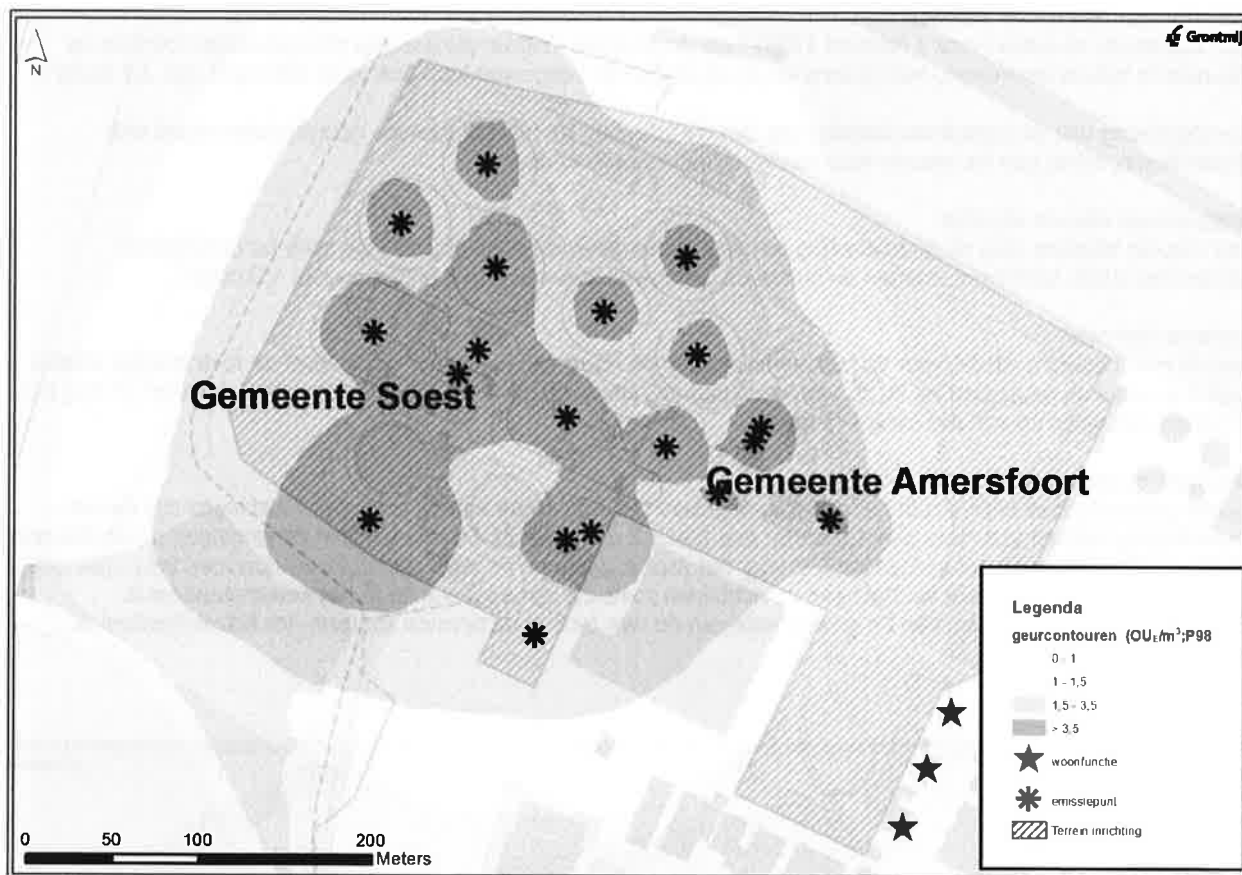 Grontmij
N
Gemeente Soest
Gemeente Amersfoort
Legenda
geurcontouren (OUE/m³;P98
0 - 1
1 - 1,5
1,5 - 3,5
> 3,5
woonfunctie
emissiepunt
Terrein inrichting
0 50 100 200
Meters